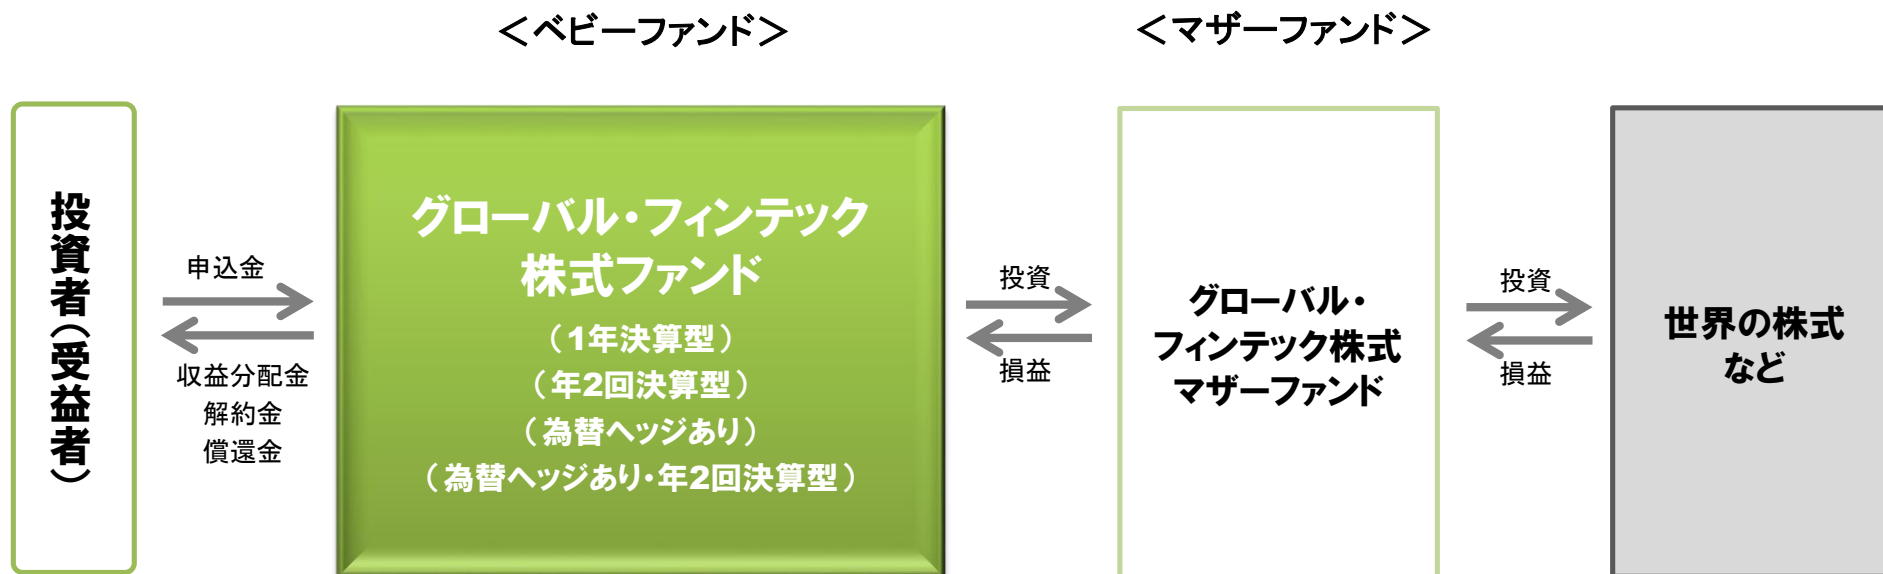 ＜ベビーファンド＞
＜マザーファンド＞
投資者（受益者）
申込金
収益分配金
解約金
償還金
グローバル・フィンテック
株式ファンド
（1年決算型）
（年2回決算型）
（為替ヘッジあり）
（為替ヘッジあり・年2回決算型）
投資
損益
グローバル・
フィンテック株式
マザーファンド
投資
損益
世界の株式
など